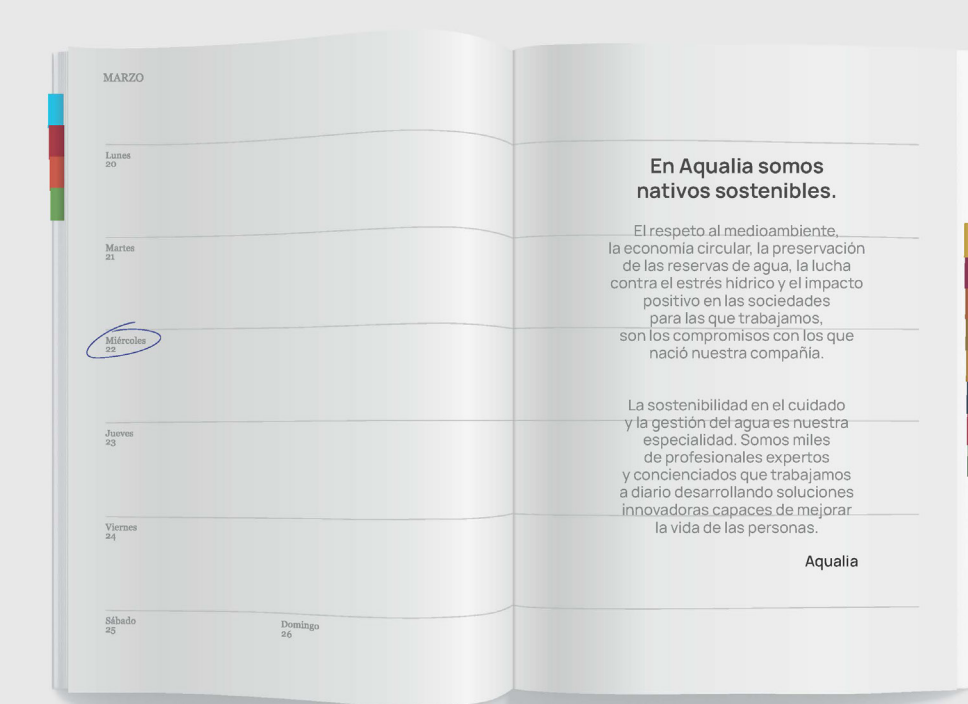 MARZO
Lunes
20
Martes
21
Miércoles
22
Jueves
23
Viernes
24
Sábado
25
Domingo
26
En Aqualia somos
nativos sostenibles.
El respeto al medioambiente,
la economía circular, la preservación
de las reservas de agua, la lucha
contra el estrés hídrico y el impacto
positivo en las sociedades
para las que trabajamos,
son los compromisos con los que
nació nuestra compañía.
La sostenibilidad en el cuidado
y la gestión del agua es nuestra
especialidad. Somos miles
de profesionales expertos
y concienciados que trabajamos
a diario desarrollando soluciones
innovadoras capaces de mejorar
la vida de las personas.
Aqualia